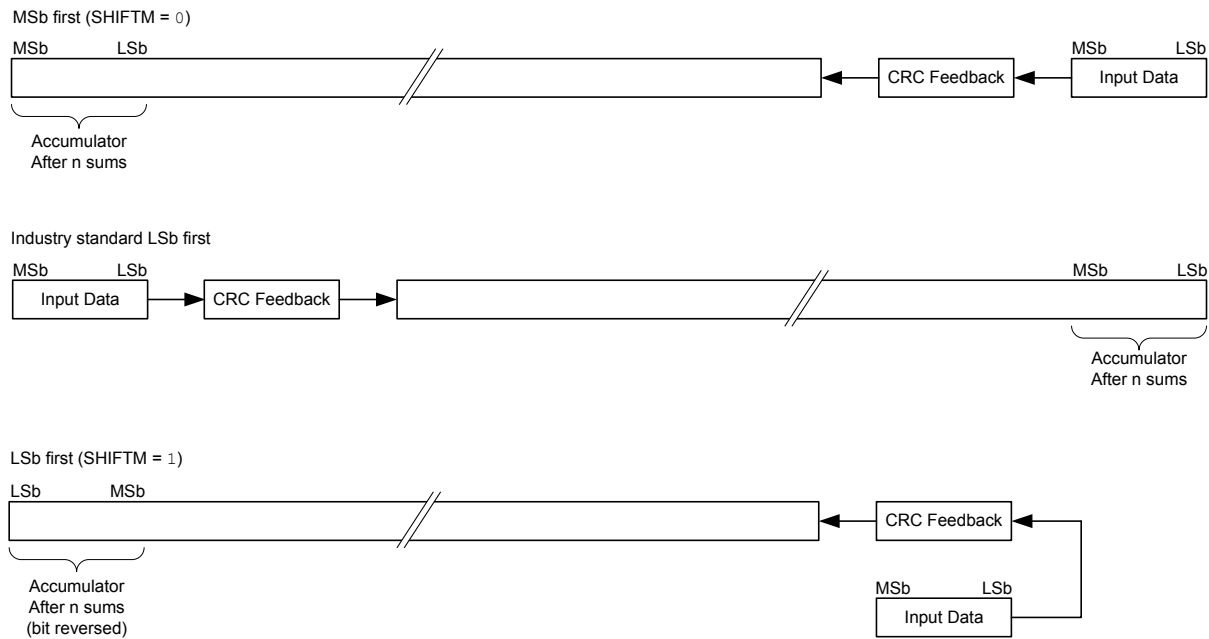 MSb first (SHIFTM = 0)
MSb LSb MSb LSb
CRC Feedback Input Data
Accumulator
After n sums
Industry standard LSb first
MSb LSb MSb LSb
Input Data CRC Feedback
Accumulator
After n sums
LSb first (SHIFTM = 1)
LSb MSb
CRC Feedback
Accumulator
After n sums
(bit reversed)
MSb LSb
Input Data